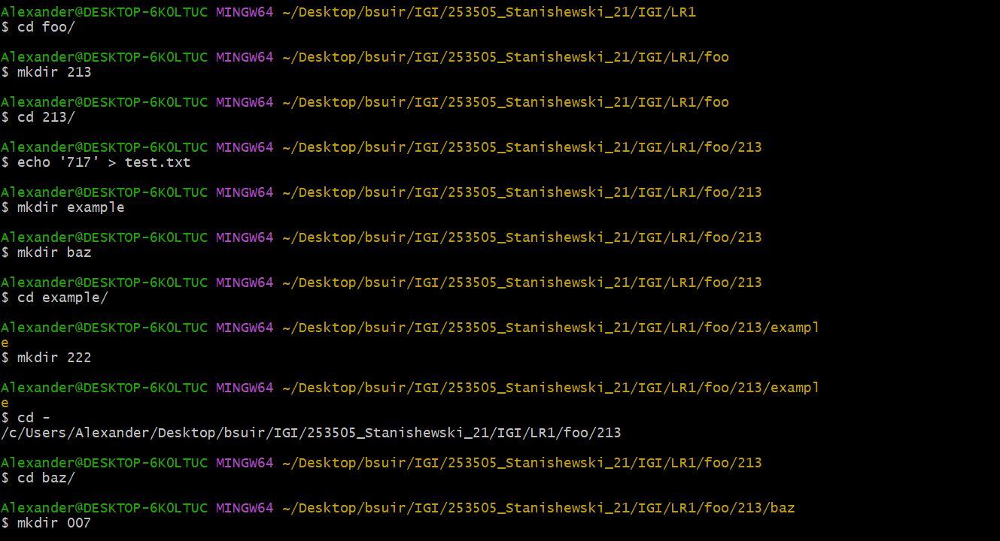 Alexander@DESKTOP-6K0LTUC MINGW64 ~/Desktop/bsuir/IGI/253505_Stanishewski_21/IGI/LR1
$ cd foo/
Alexander@DESKTOP-6K0LTUC MINGW64 ~/Desktop/bsuir/IGI/253505_Stanishewski_21/IGI/LR1/foo
$ mkdir 213
Alexander@DESKTOP-6K0LTUC MINGW64 ~/Desktop/bsuir/IGI/253505_Stanishewski_21/IGI/LR1/foo
$ cd 213/
Alexander@DESKTOP-6K0LTUC MINGW64 ~/Desktop/bsuir/IGI/253505_Stanishewski_21/IGI/LR1/foo/213
$ echo '717' > test.txt
Alexander@DESKTOP-6K0LTUC MINGW64 ~/Desktop/bsuir/IGI/253505_Stanishewski_21/IGI/LR1/foo/213
$ mkdir example
Alexander@DESKTOP-6K0LTUC MINGW64 ~/Desktop/bsuir/IGI/253505_Stanishewski_21/IGI/LR1/foo/213
$ mkdir baz
Alexander@DESKTOP-6K0LTUC MINGW64 ~/Desktop/bsuir/IGI/253505_Stanishewski_21/IGI/LR1/foo/213
$ cd example/
Alexander@DESKTOP-6K0LTUC MINGW64 ~/Desktop/bsuir/IGI/253505_Stanishewski_21/IGI/LR1/foo/213/exampl
e
$ mkdir 222
Alexander@DESKTOP-6K0LTUC MINGW64 ~/Desktop/bsuir/IGI/253505_Stanishewski_21/IGI/LR1/foo/213/exampl
e
$ cd -
/c/Users/Alexander/Desktop/bsuir/IGI/253505_Stanishewski_21/IGI/LR1/foo/213
Alexander@DESKTOP-6K0LTUC MINGW64 ~/Desktop/bsuir/IGI/253505_Stanishewski_21/IGI/LR1/foo/213
$ cd baz/
Alexander@DESKTOP-6K0LTUC MINGW64 ~/Desktop/bsuir/IGI/253505_Stanishewski_21/IGI/LR1/foo/213/baz
$ mkdir 007